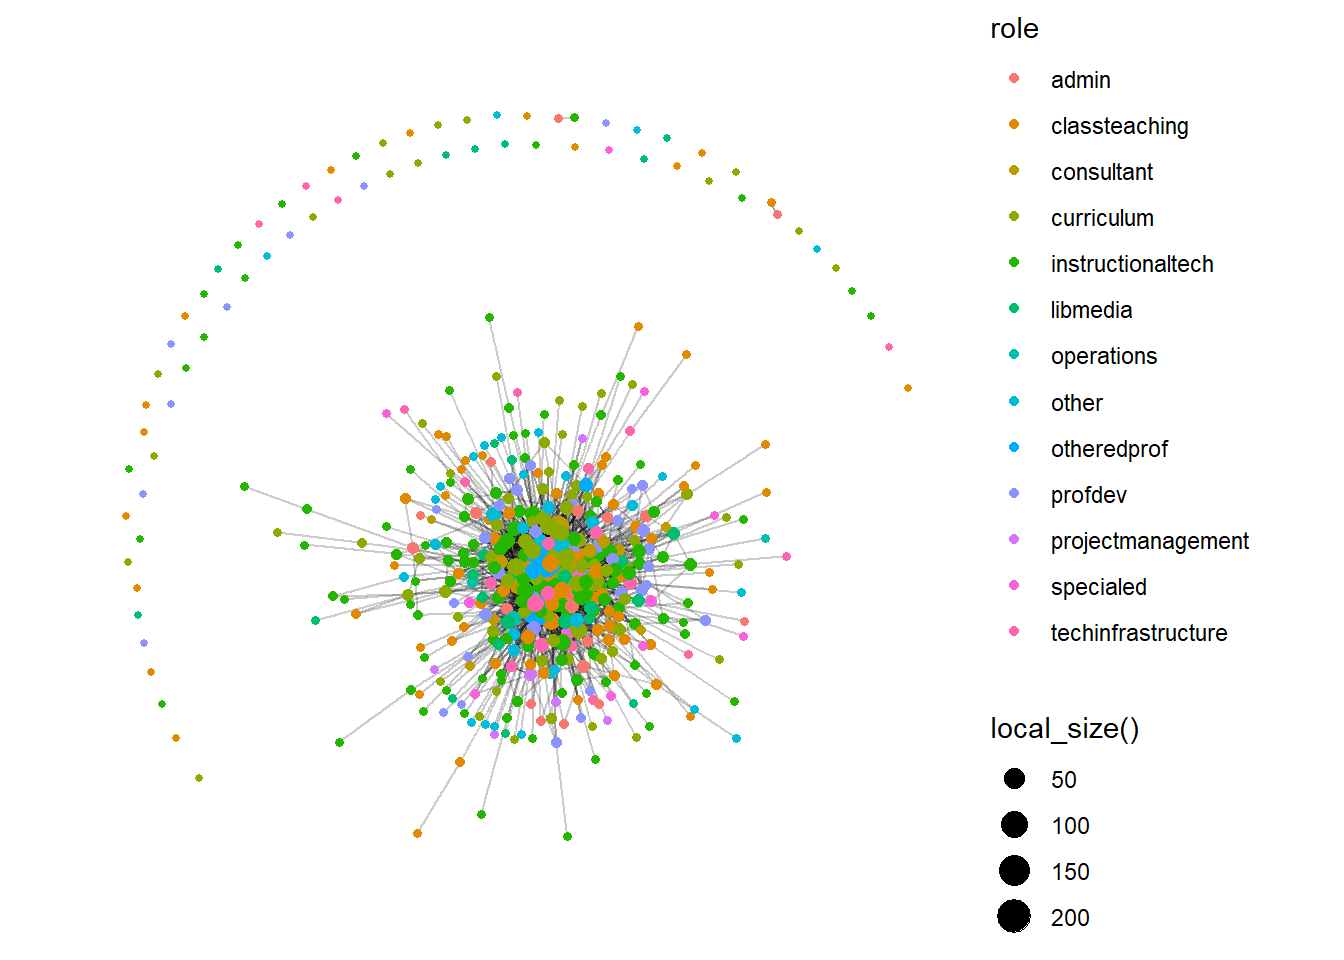 role
admin
classteaching
consultant
curriculum
instructionaltech
libmedia
operations
other
otheredprof
profdev
projectmanagement
specialed
techinfrastructure
local_size()
50
100
150
200